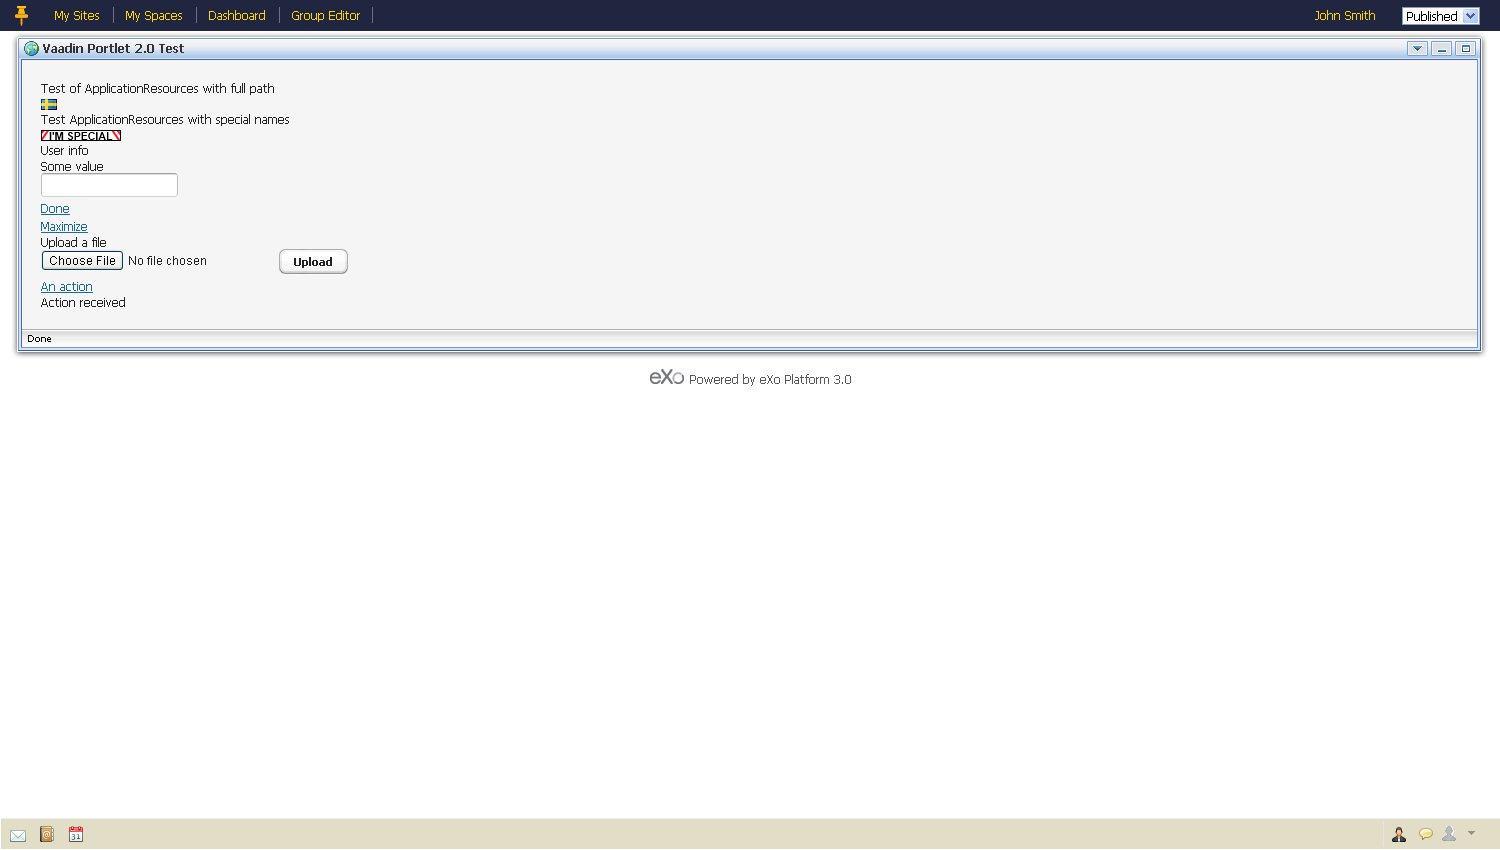 My Sites My Spaces Dashboard Group Editor John Smith Published
Vaadin Portlet 2.0 Test
Test of ApplicationResources with full path
Test ApplicationResources with special names
I'M SPECIAL
User info
Some value
Done
Maximize
Upload a file
Choose File No file chosen Upload
An action
Action received
Done
eXo Powered by eXo Platform 3.0
31